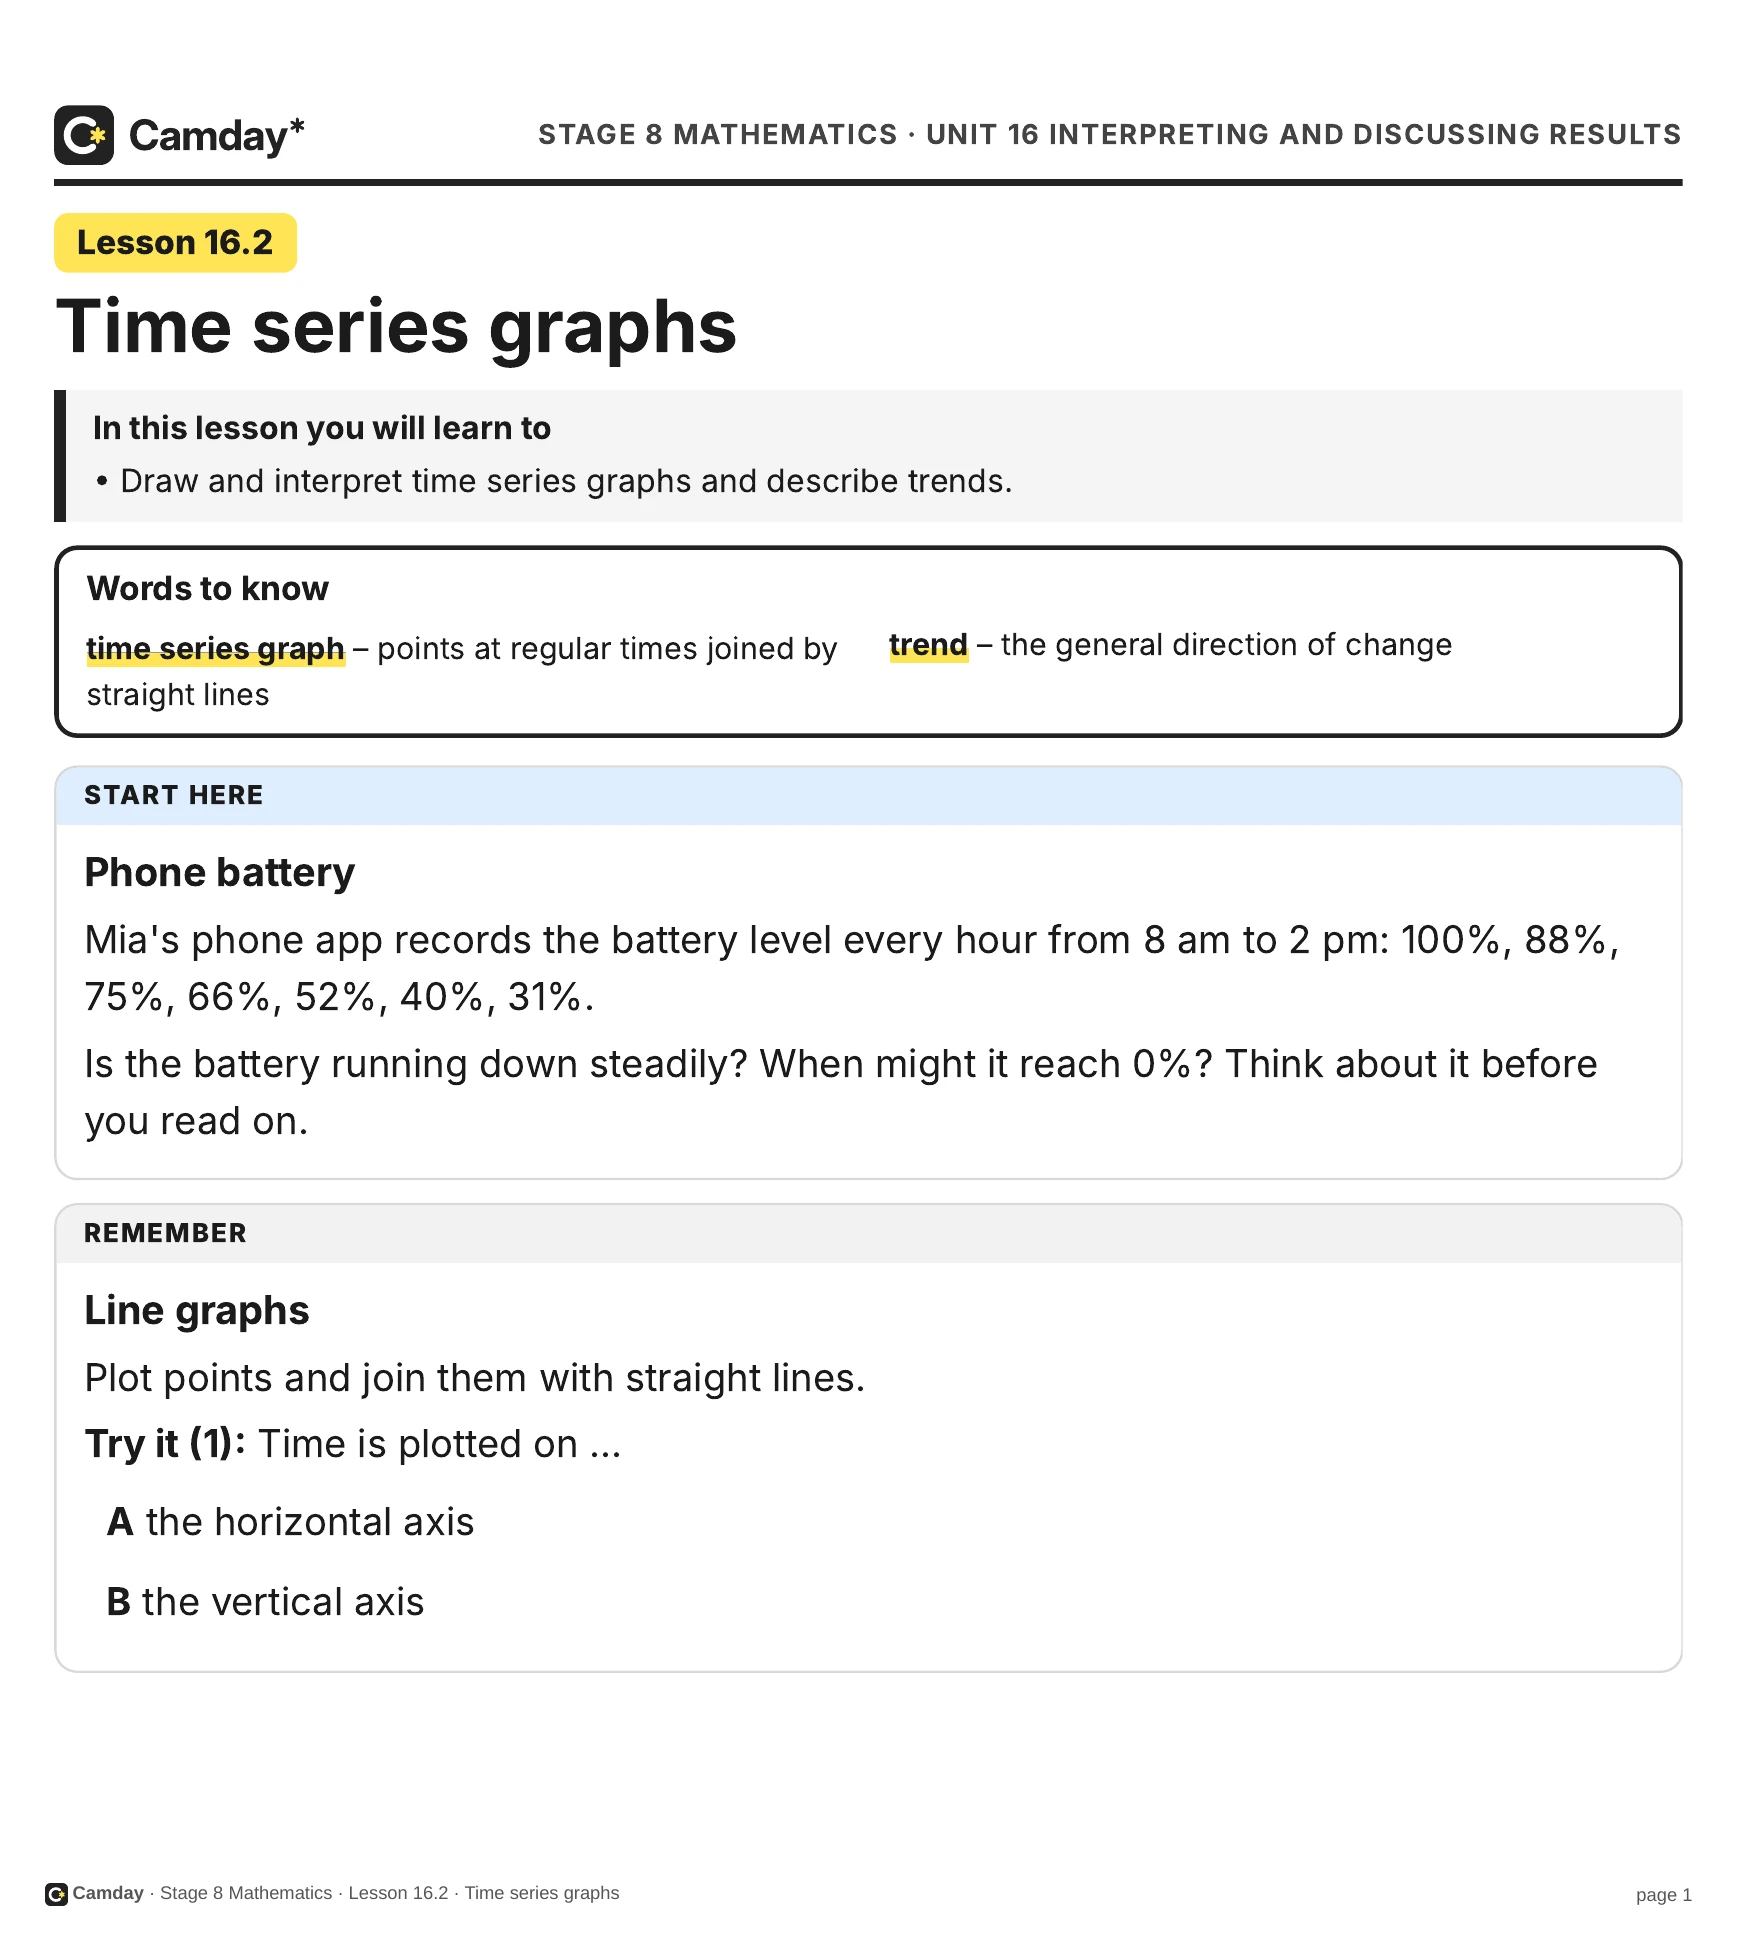 Camday*
STAGE 8 MATHEMATICS · UNIT 16 INTERPRETING AND DISCUSSING RESULTS
Lesson 16.2
Time series graphs
In this lesson you will learn to
• Draw and interpret time series graphs and describe trends.
Words to know
time series graph – points at regular times joined by
straight lines
trend – the general direction of change
START HERE
Phone battery
Mia's phone app records the battery level every hour from 8 am to 2 pm: 100%, 88%,
75%, 66%, 52%, 40%, 31%.
Is the battery running down steadily? When might it reach 0%? Think about it before
you read on.
REMEMBER
Line graphs
Plot points and join them with straight lines.
Try it (1): Time is plotted on ...
A the horizontal axis
B the vertical axis
Camday · Stage 8 Mathematics · Lesson 16.2 · Time series graphs
page 1